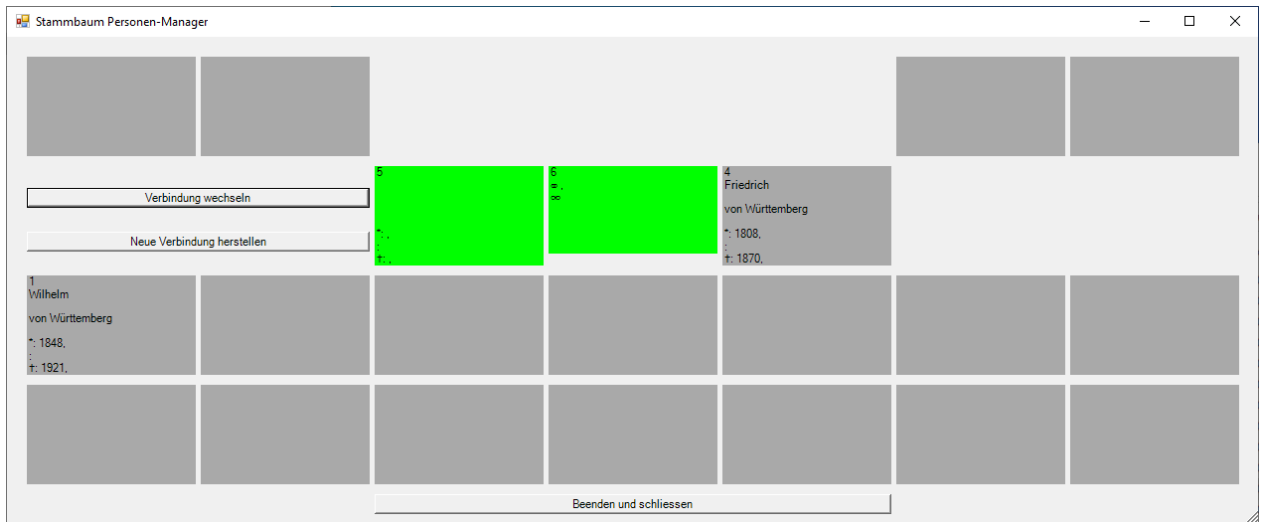 Stammbaum Personen-Manager
Verbindung wechseln
Neue Verbindung herstellen
5
*: ,
:
†: ,
6
= ,
∞
4
Friedrich
von Württemberg
*: 1808,
:
†: 1870,
1
Wilhelm
von Württemberg
*: 1848,
:
†: 1921,
Beenden und schliessen